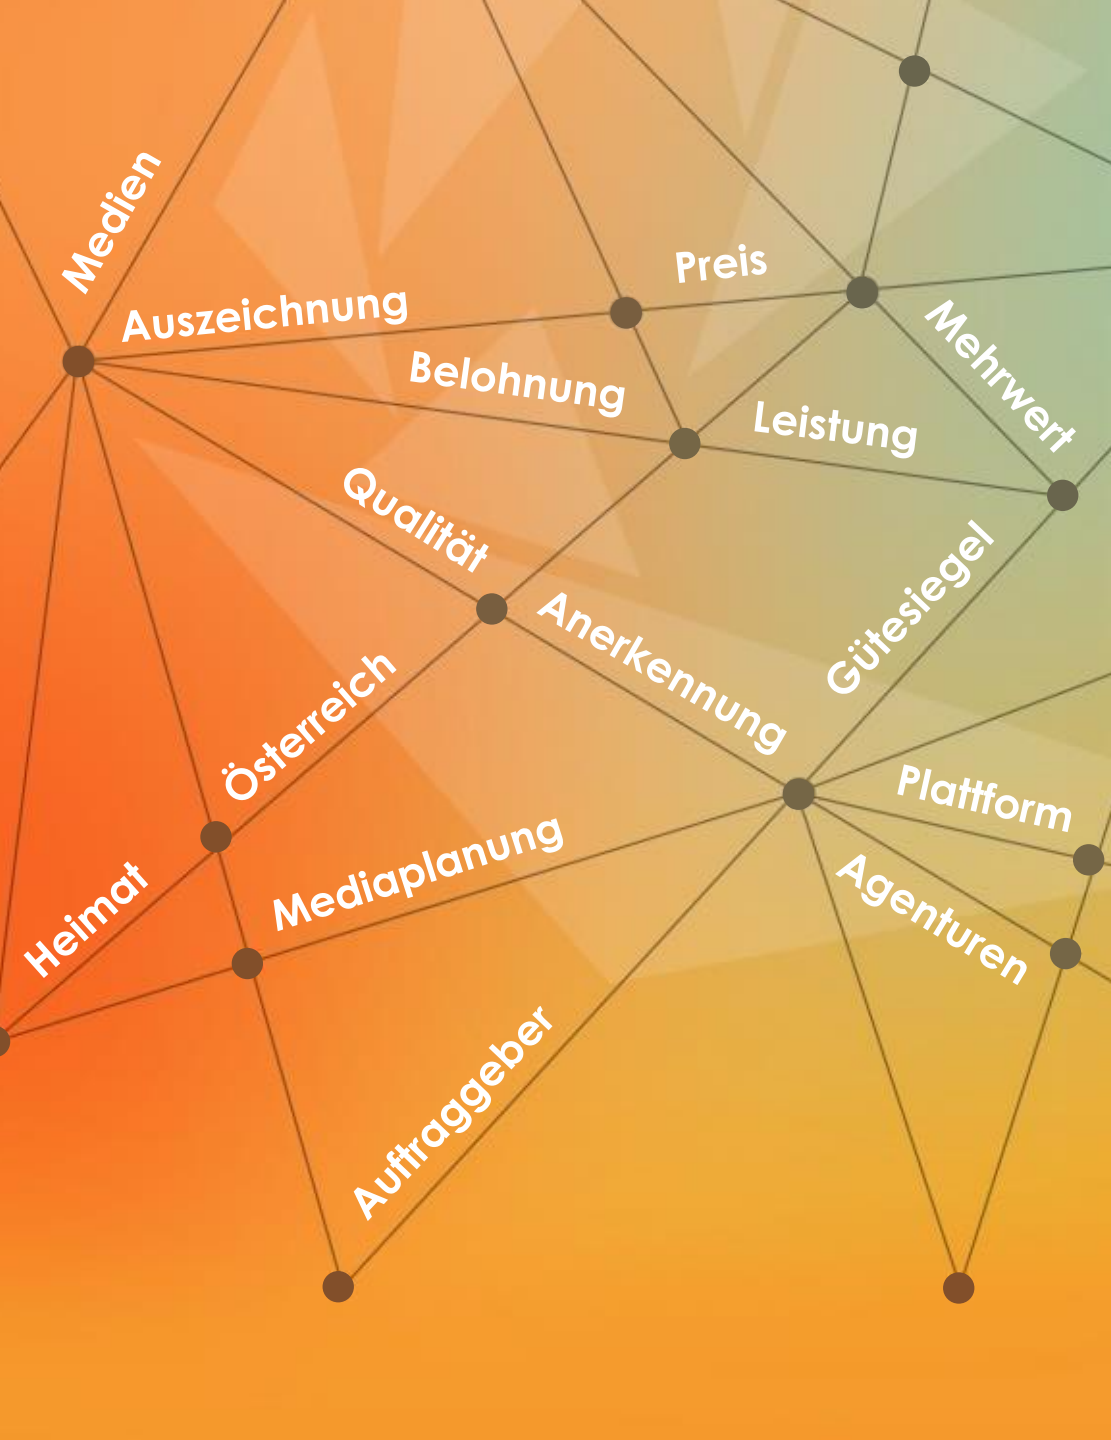 Medien
Preis
Auszeichnung
Mehrwert
Belohnung
Leistung
Qualität
Gütesiegel
Anerkennung
Österreich
Plattform
Mediaplanung
Agenturen
Heimat
Auftraggeber